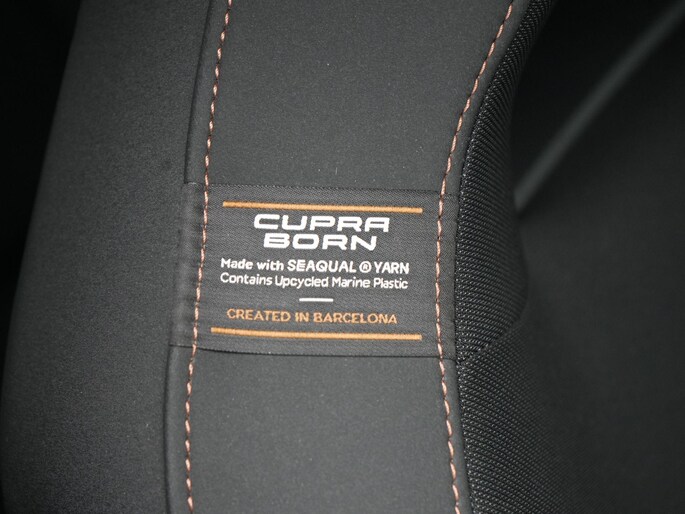 CUPRA
BORN
Made with SEAQUAL ® YARN
Contains Upcycled Marine Plastic
CREATED IN BARCELONA